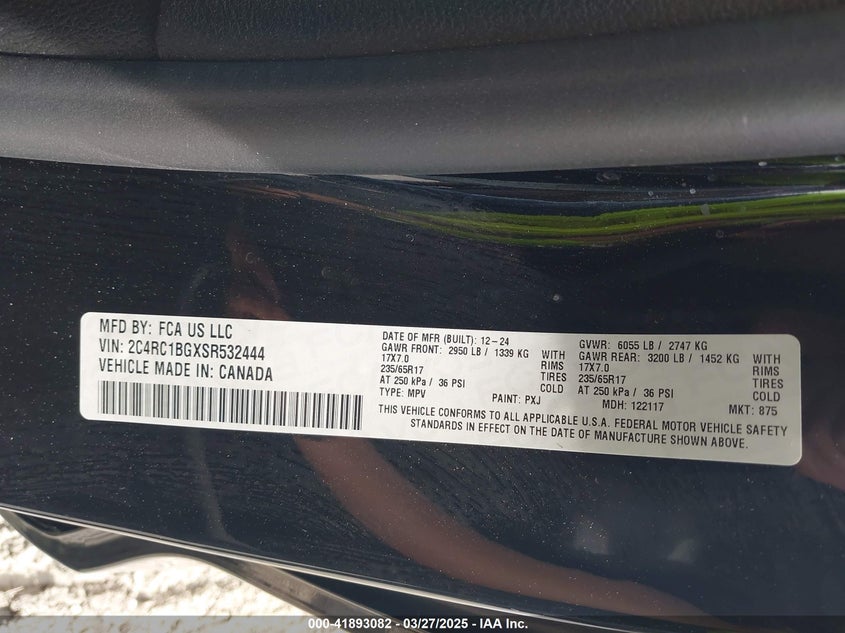 MFD BY: FCA US LLC
VIN: 2C4RC1BGXSR532444
VEHICLE MADE IN: CANADA
DATE OF MFR (BUILT): 12-24
GAWR FRONT: 2950 LB / 1339 KG WITH
17X7.0 RIMS
235/65R17 TIRES
AT 250 kPa / 36 PSI COLD
TYPE: MPV PAINT: PXJ
GVWR: 6055 LB / 2747 KG
GAWR REAR: 3200 LB / 1452 KG WITH
17X7.0 RIMS
235/65R17 TIRES
AT 250 kPa / 36 PSI COLD
MDH: 122117 MKT: 875
THIS VEHICLE CONFORMS TO ALL APPLICABLE U.S.A. FEDERAL MOTOR VEHICLE SAFETY
STANDARDS IN EFFECT ON THE DATE OF MANUFACTURE SHOWN ABOVE.
000-41893082 - 03/27/2025 - IAA Inc.